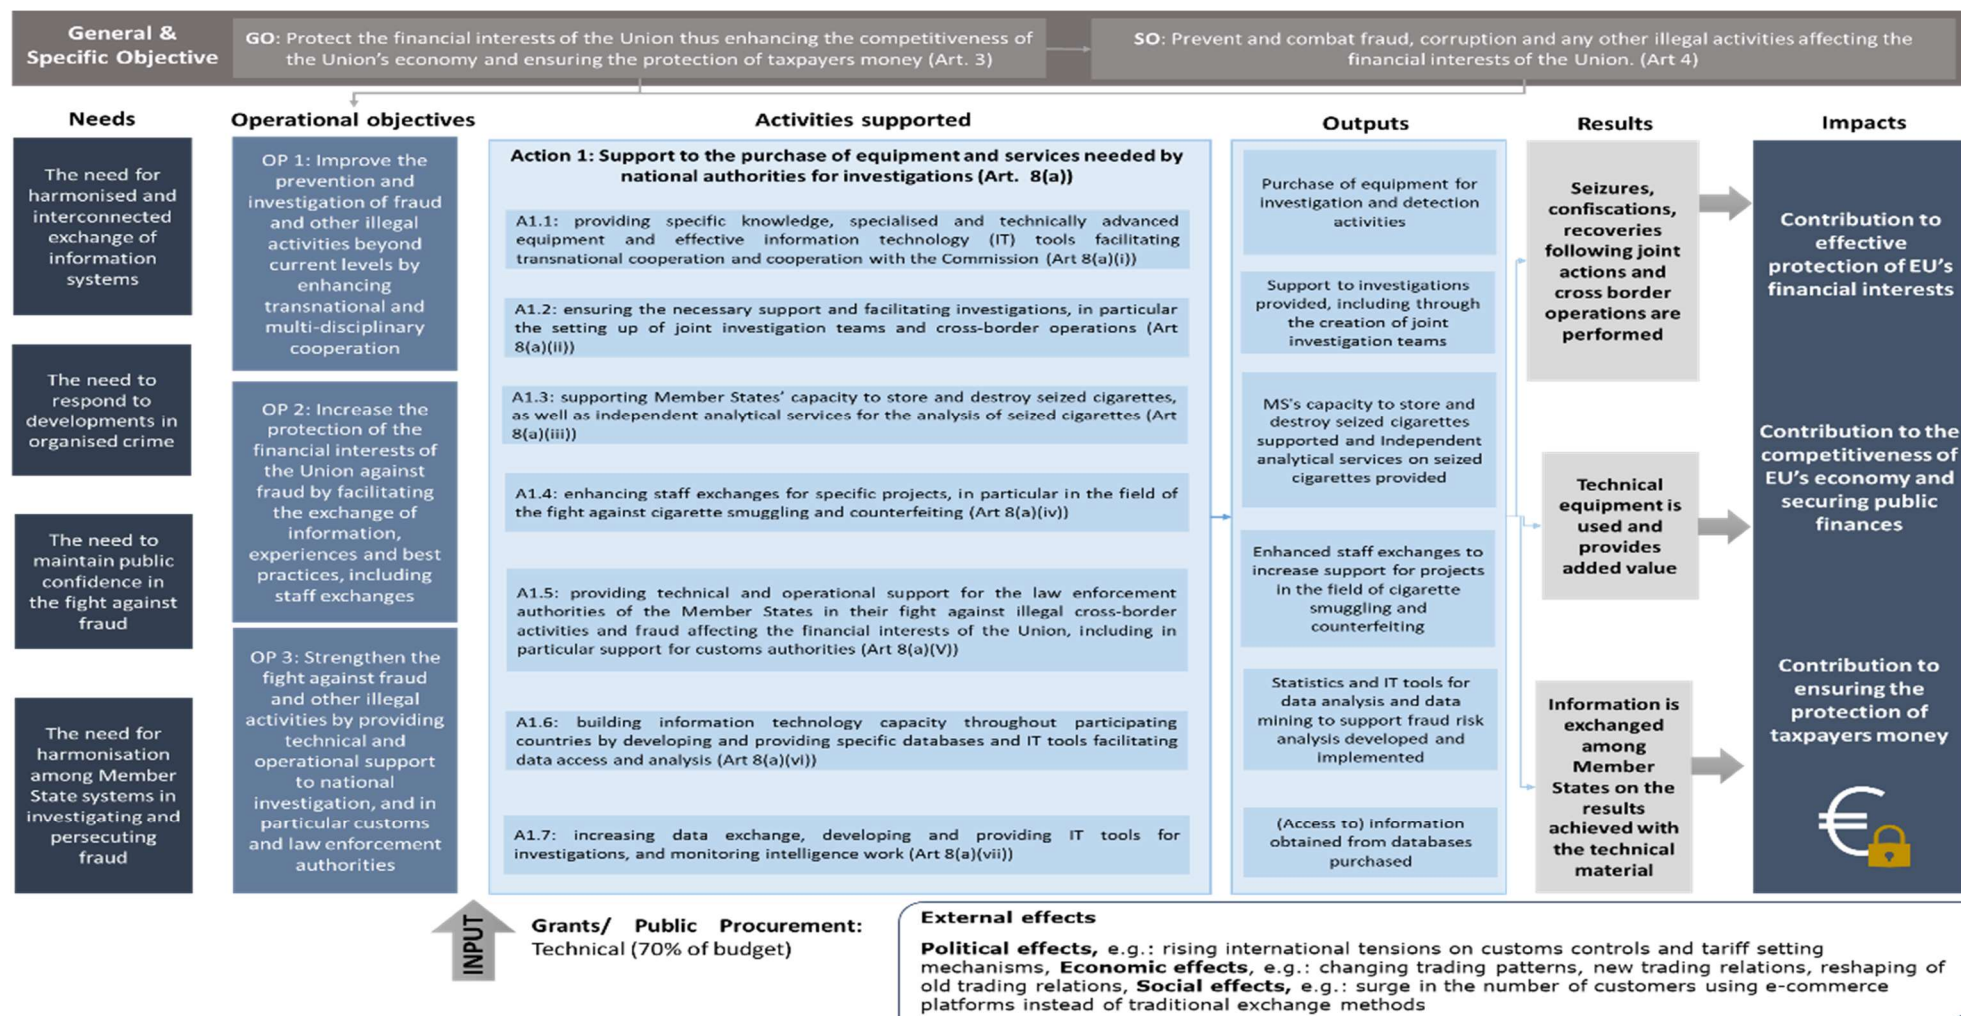 General &
Specific Objective
GO: Protect the financial interests of the Union thus enhancing the competitiveness of
the Union's economy and ensuring the protection of taxpayers money (Art. 3)
SO: Prevent and combat fraud, corruption and any other illegal activities affecting the
financial interests of the Union. (Art 4)
Needs
The need for
harmonised and
interconnected
exchange of
information
systems
The need to
respond to
developments in
organised crime
The need to
maintain public
confidence in
the fight against
fraud
The need for
harmonisation
among Member
State systems in
investigating and
persecuting
fraud
Operational objectives
OP 1: Improve the
prevention and
investigation of fraud
and other illegal
activities beyond
current levels by
enhancing
transnational and
multi-disciplinary
cooperation
OP 2: Increase the
protection of the
financial interests of
the Union against
fraud by facilitating
the exchange of
information,
experiences and best
practices, including
staff exchanges
OP 3: Strengthen the
fight against fraud
and other illegal
activities by providing
technical and
operational support
to national
investigation, and in
particular customs
and law enforcement
authorities
Activities supported
Action 1: Support to the purchase of equipment and services needed by
national authorities for investigations (Art. 8(a))
A1.1: providing specific knowledge, specialised and technically advanced
equipment and effective information technology (IT) tools facilitating
transnational cooperation and cooperation with the Commission (Art 8(a)(i))
A1.2: ensuring the necessary support and facilitating investigations, in particular
the setting up of joint investigation teams and cross-border operations (Art
8(a)(ii))
A1.3: supporting Member States' capacity to store and destroy seized cigarettes,
as well as independent analytical services for the analysis of seized cigarettes (Art
8(a)(iii))
A1.4: enhancing staff exchanges for specific projects, in particular in the field of
the fight against cigarette smuggling and counterfeiting (Art 8(a)(iv))
A1.5: providing technical and operational support for the law enforcement
authorities of the Member States in their fight against illegal cross-border
activities and fraud affecting the financial interests of the Union, including in
particular support for customs authorities (Art 8(a)(V))
A1.6: building information technology capacity throughout participating
countries by developing and providing specific databases and IT tools facilitating
data access and analysis (Art 8(a)(vi))
A1.7: increasing data exchange, developing and providing IT tools for
investigations, and monitoring intelligence work (Art 8(a)(vii))
Outputs
Purchase of equipment for
investigation and detection
activities
Support to investigations
provided, including through
the creation of joint
investigation teams
MS's capacity to store and
destroy seized cigarettes
supported and Independent
analytical services on seized
cigarettes provided
Enhanced staff exchanges to
increase support for projects
in the field of cigarette
smuggling and
counterfeiting
Statistics and IT tools for
data analysis and data
mining to support fraud risk
analysis developed and
implemented
(Access to) information
obtained from databases
purchased
Results
Seizures,
confiscations,
recoveries
following joint
actions and
cross border
operations are
performed
Technical
equipment is
used and
provides
added value
Information is
exchanged
among
Member
States on the
results
achieved with
the technical
material
Impacts
Contribution to
effective
protection of EU's
financial interests
Contribution to the
competitiveness of
EU's economy and
securing public
finances
Contribution to
ensuring the
protection of
taxpayers money
€
INPUT
Grants/ Public Procurement:
Technical (70% of budget)
External effects
Political effects, e.g.: rising international tensions on customs controls and tariff setting
mechanisms, Economic effects, e.g.: changing trading patterns, new trading relations, reshaping of
old trading relations, Social effects, e.g.: surge in the number of customers using e-commerce
platforms instead of traditional exchange methods